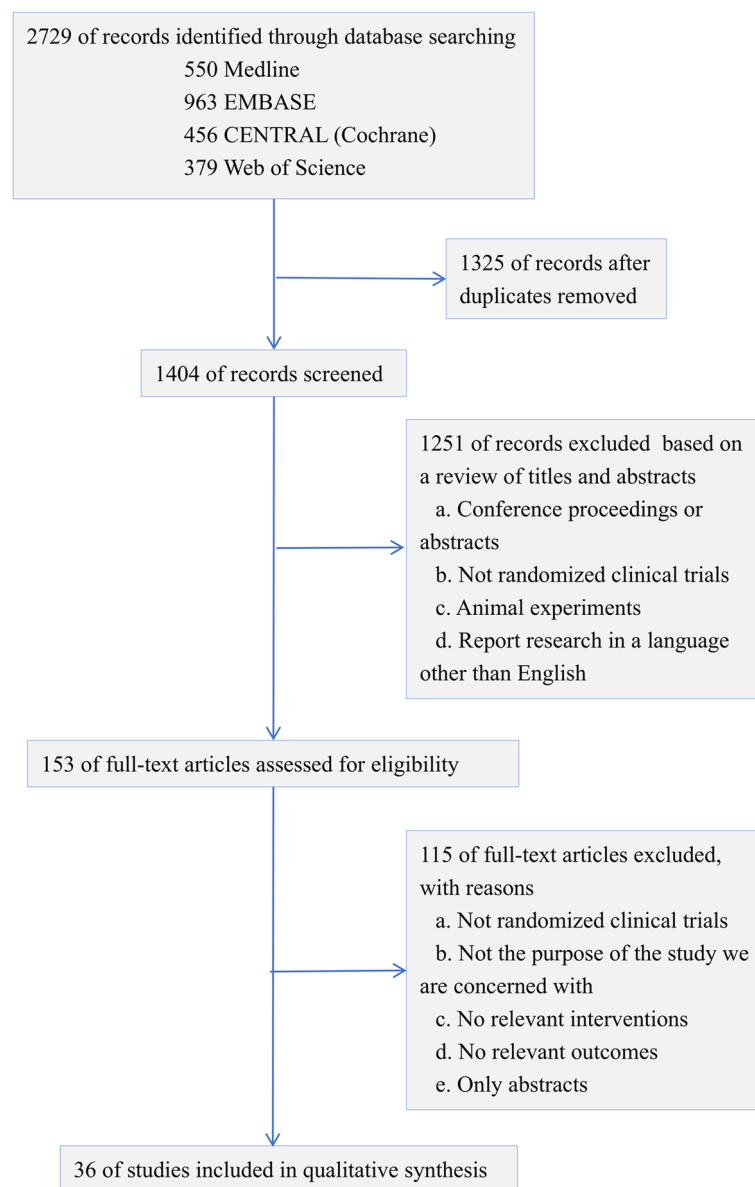 2729 of records identified through database searching
550 Medline
963 EMBASE
456 CENTRAL (Cochrane)
379 Web of Science
1325 of records after
duplicates removed
1404 of records screened
1251 of records excluded based on
a review of titles and abstracts
a. Conference proceedings or
abstracts
b. Not randomized clinical trials
c. Animal experiments
d. Report research in a language
other than English
153 of full-text articles assessed for eligibility
115 of full-text articles excluded,
with reasons
a. Not randomized clinical trials
b. Not the purpose of the study we
are concerned with
c. No relevant interventions
d. No relevant outcomes
e. Only abstracts
36 of studies included in qualitative synthesis